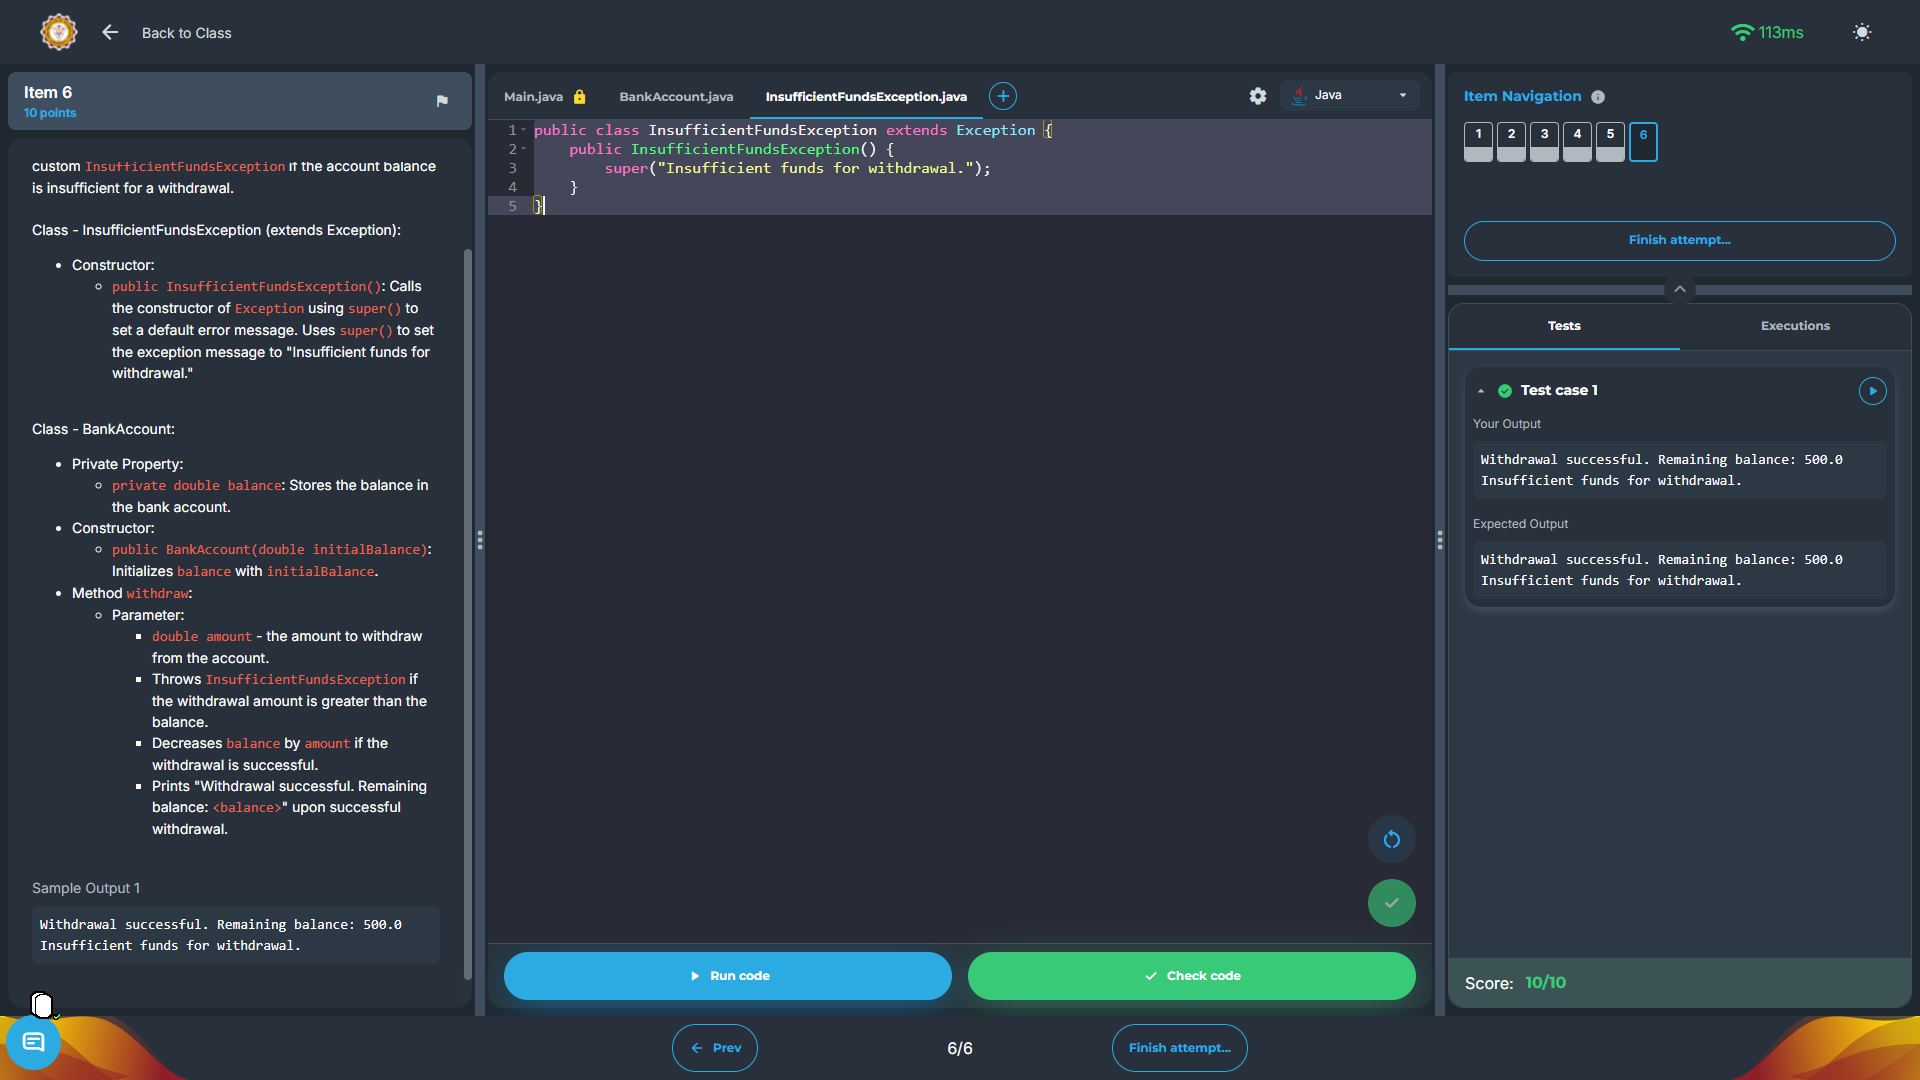 Back to Class
113ms
Item 6
10 points
custom InsufficientFundsException if the account balance
is insufficient for a withdrawal.
Class - InsufficientFundsException (extends Exception):
Constructor:
public InsufficientFundsException(): Calls
the constructor of Exception using super() to
set a default error message. Uses super() to set
the exception message to "Insufficient funds for
withdrawal."
Class - BankAccount:
Private Property:
private double balance: Stores the balance in
the bank account.
Constructor:
public BankAccount(double initialBalance):
Initializes balance with initialBalance.
Method withdraw:
Parameter:
double amount - the amount to withdraw
from the account.
Throws InsufficientFundsException if
the withdrawal amount is greater than the
balance.
Decreases balance by amount if the
withdrawal is successful.
Prints "Withdrawal successful. Remaining
balance: <balance>" upon successful
withdrawal.
Sample Output 1
Withdrawal successful. Remaining balance: 500.0
Insufficient funds for withdrawal.
Main.java
BankAccount.java
InsufficientFundsException.java
Java
1 public class InsufficientFundsException extends Exception {
2     public InsufficientFundsException() {
3         super("Insufficient funds for withdrawal.");
4     }
5 }
Run code
Check code
Item Navigation
1 2 3 4 5 6
Finish attempt...
Tests
Executions
Test case 1
Your Output
Withdrawal successful. Remaining balance: 500.0
Insufficient funds for withdrawal.
Expected Output
Withdrawal successful. Remaining balance: 500.0
Insufficient funds for withdrawal.
Score: 10/10
Prev
6/6
Finish attempt...